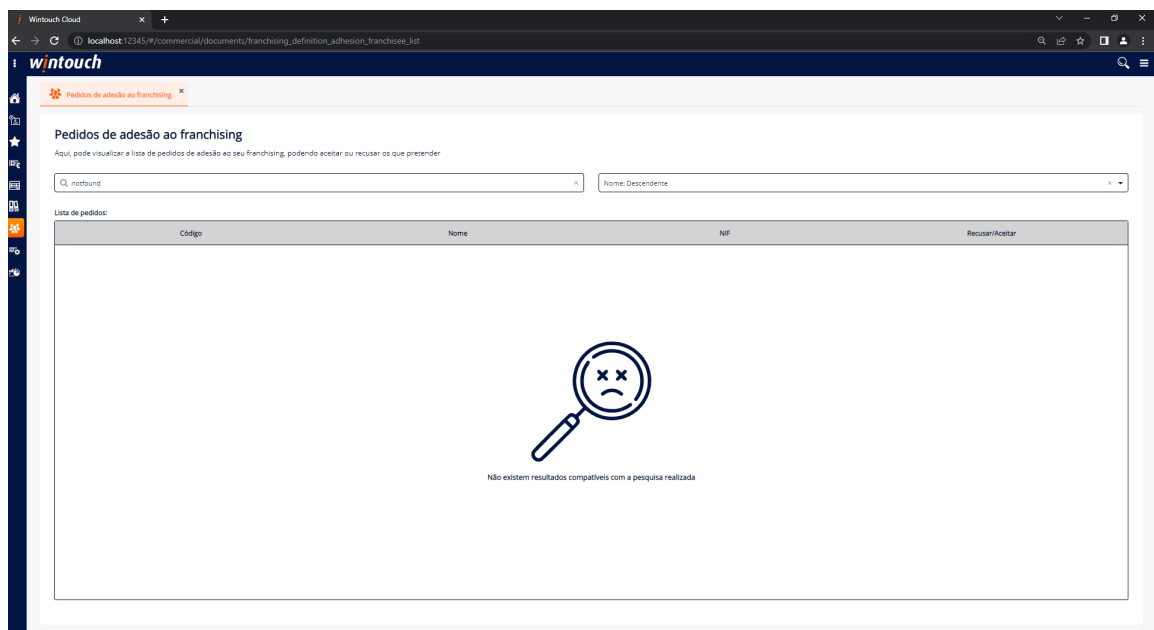 Wintouch Cloud
localhost:12345/#/commercial/documents/franchising_definition_adhesion_franchisee_list
wintouch
Pedidos de adesão ao franchising
Pedidos de adesão ao franchising
Aqui, pode visualizar a lista de pedidos de adesão ao seu franchising, podendo aceitar ou recusar os que pretender
notfound
Nome: Descendente
Lista de pedidos:
Código Nome NIF Recusar/Aceitar
Não existem resultados compatíveis com a pesquisa realizada